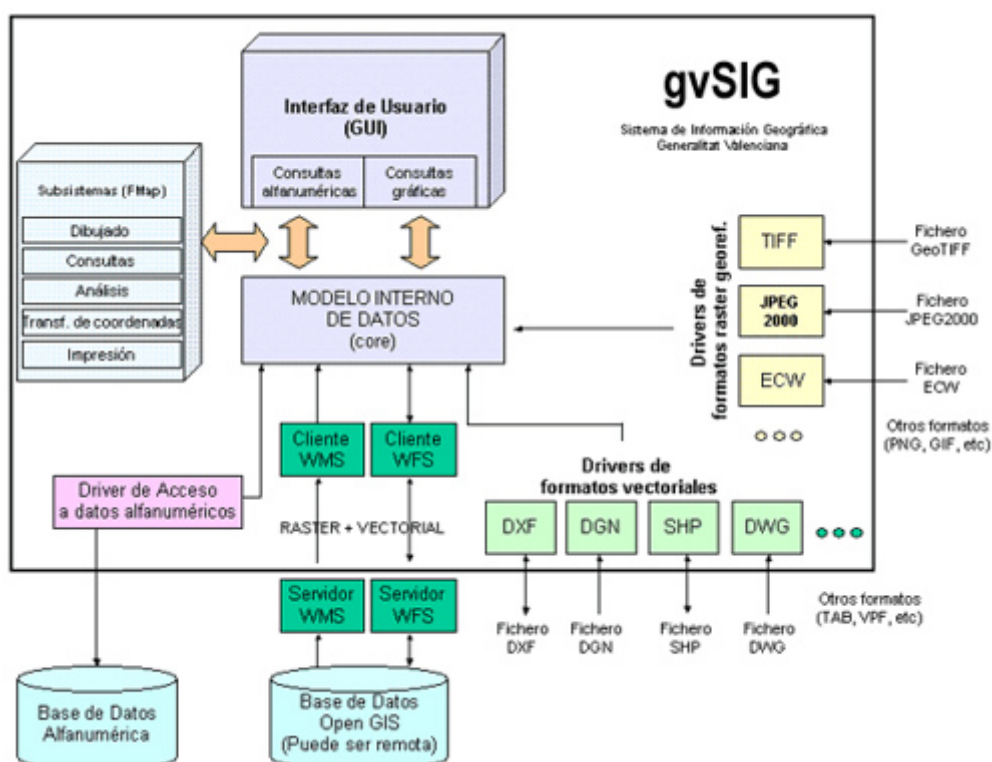 gvSIG
Sistema de Información Geográfica
Generalitat Valenciana
Interfaz de Usuario
(GUI)
Consultas
alfanuméricas
Consultas
gráficas
Subsistemas (FMap)
Dibujado
Consultas
Análisis
Transf. de coordenadas
Impresión
MODELO INTERNO
DE DATOS
(core)
Drivers de
formatos raster georef.
TIFF
JPEG
2000
ECW
Fichero
GeoTIFF
Fichero
JPEG2000
Fichero
ECW
Otros formatos
(PNG, GIF, etc)
Cliente
WMS
Cliente
WFS
Drivers de
formatos vectoriales
Driver de Acceso
a datos alfanuméricos
RASTER + VECTORIAL
DXF
DGN
SHP
DWG
Servidor
WMS
Servidor
WFS
Fichero
DXF
Fichero
DGN
Fichero
SHP
Fichero
DWG
Otros formatos
(TAB, VPF, etc)
Base de Datos
Alfanumérica
Base de Datos
Open GIS
(Puede ser remota)